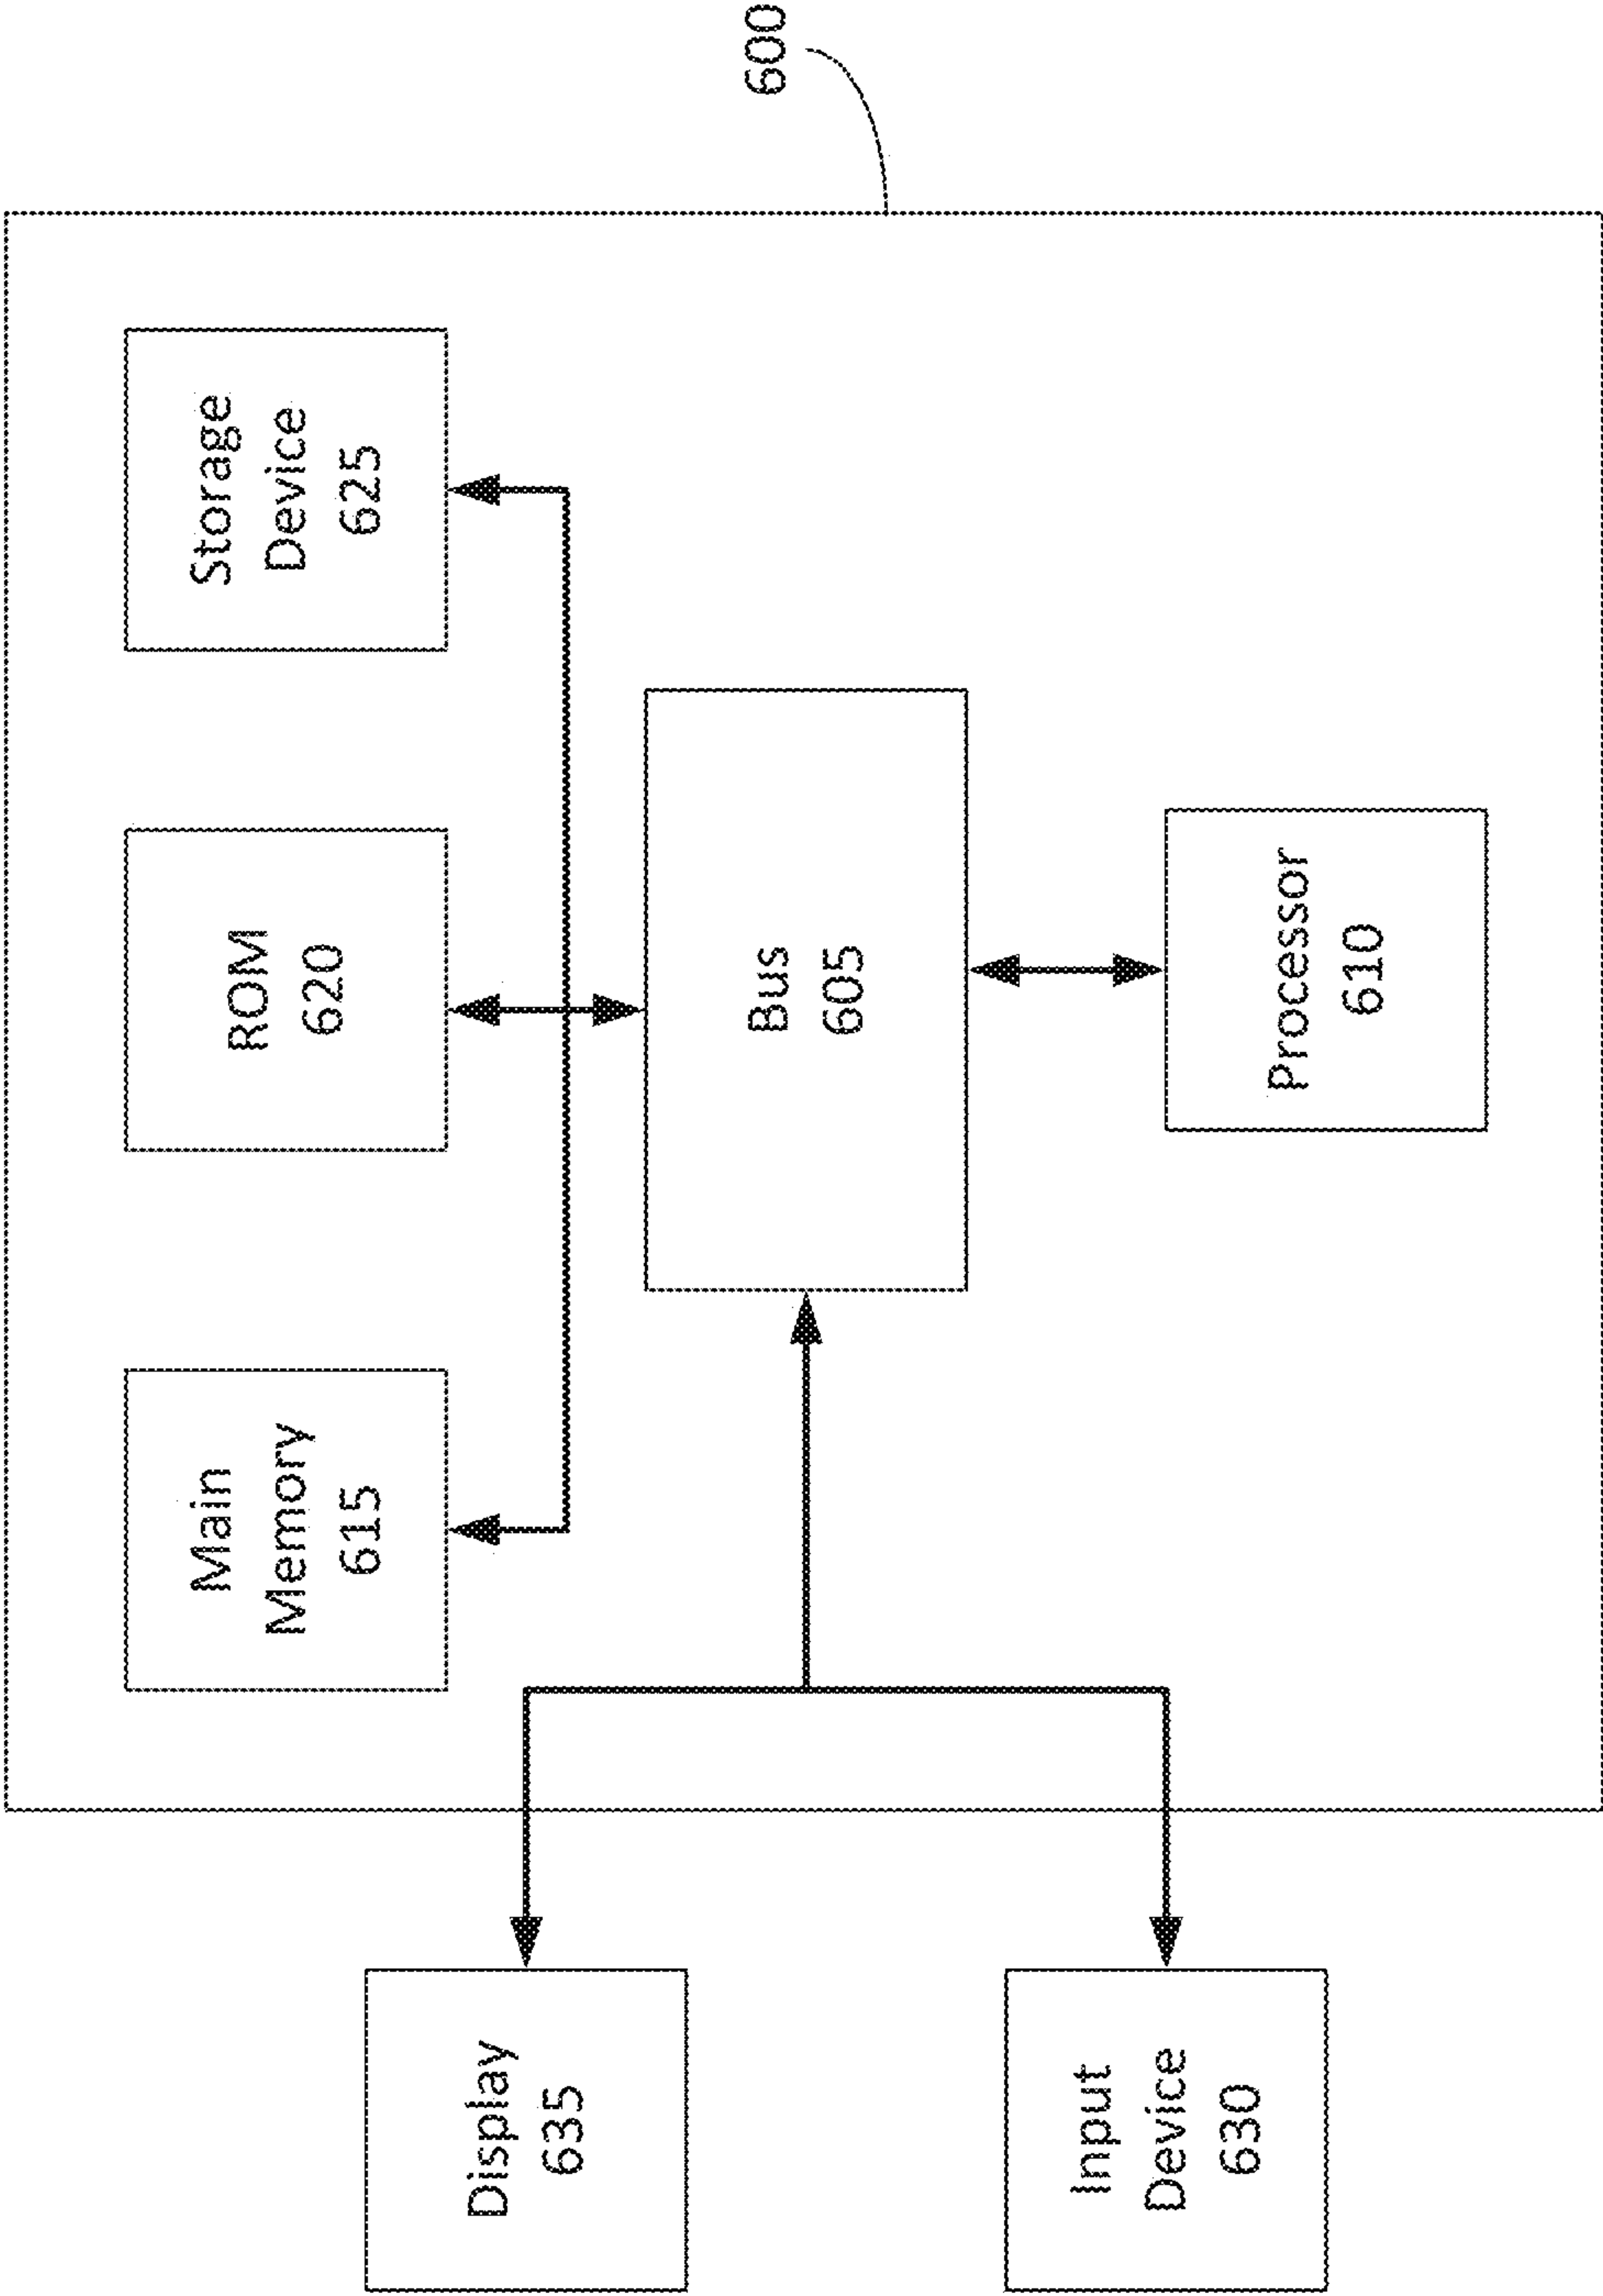 600
Main
Memory
615
ROM
620
Storage
Device
625
Display
635
Bus
605
Input
Device
630
Processor
610